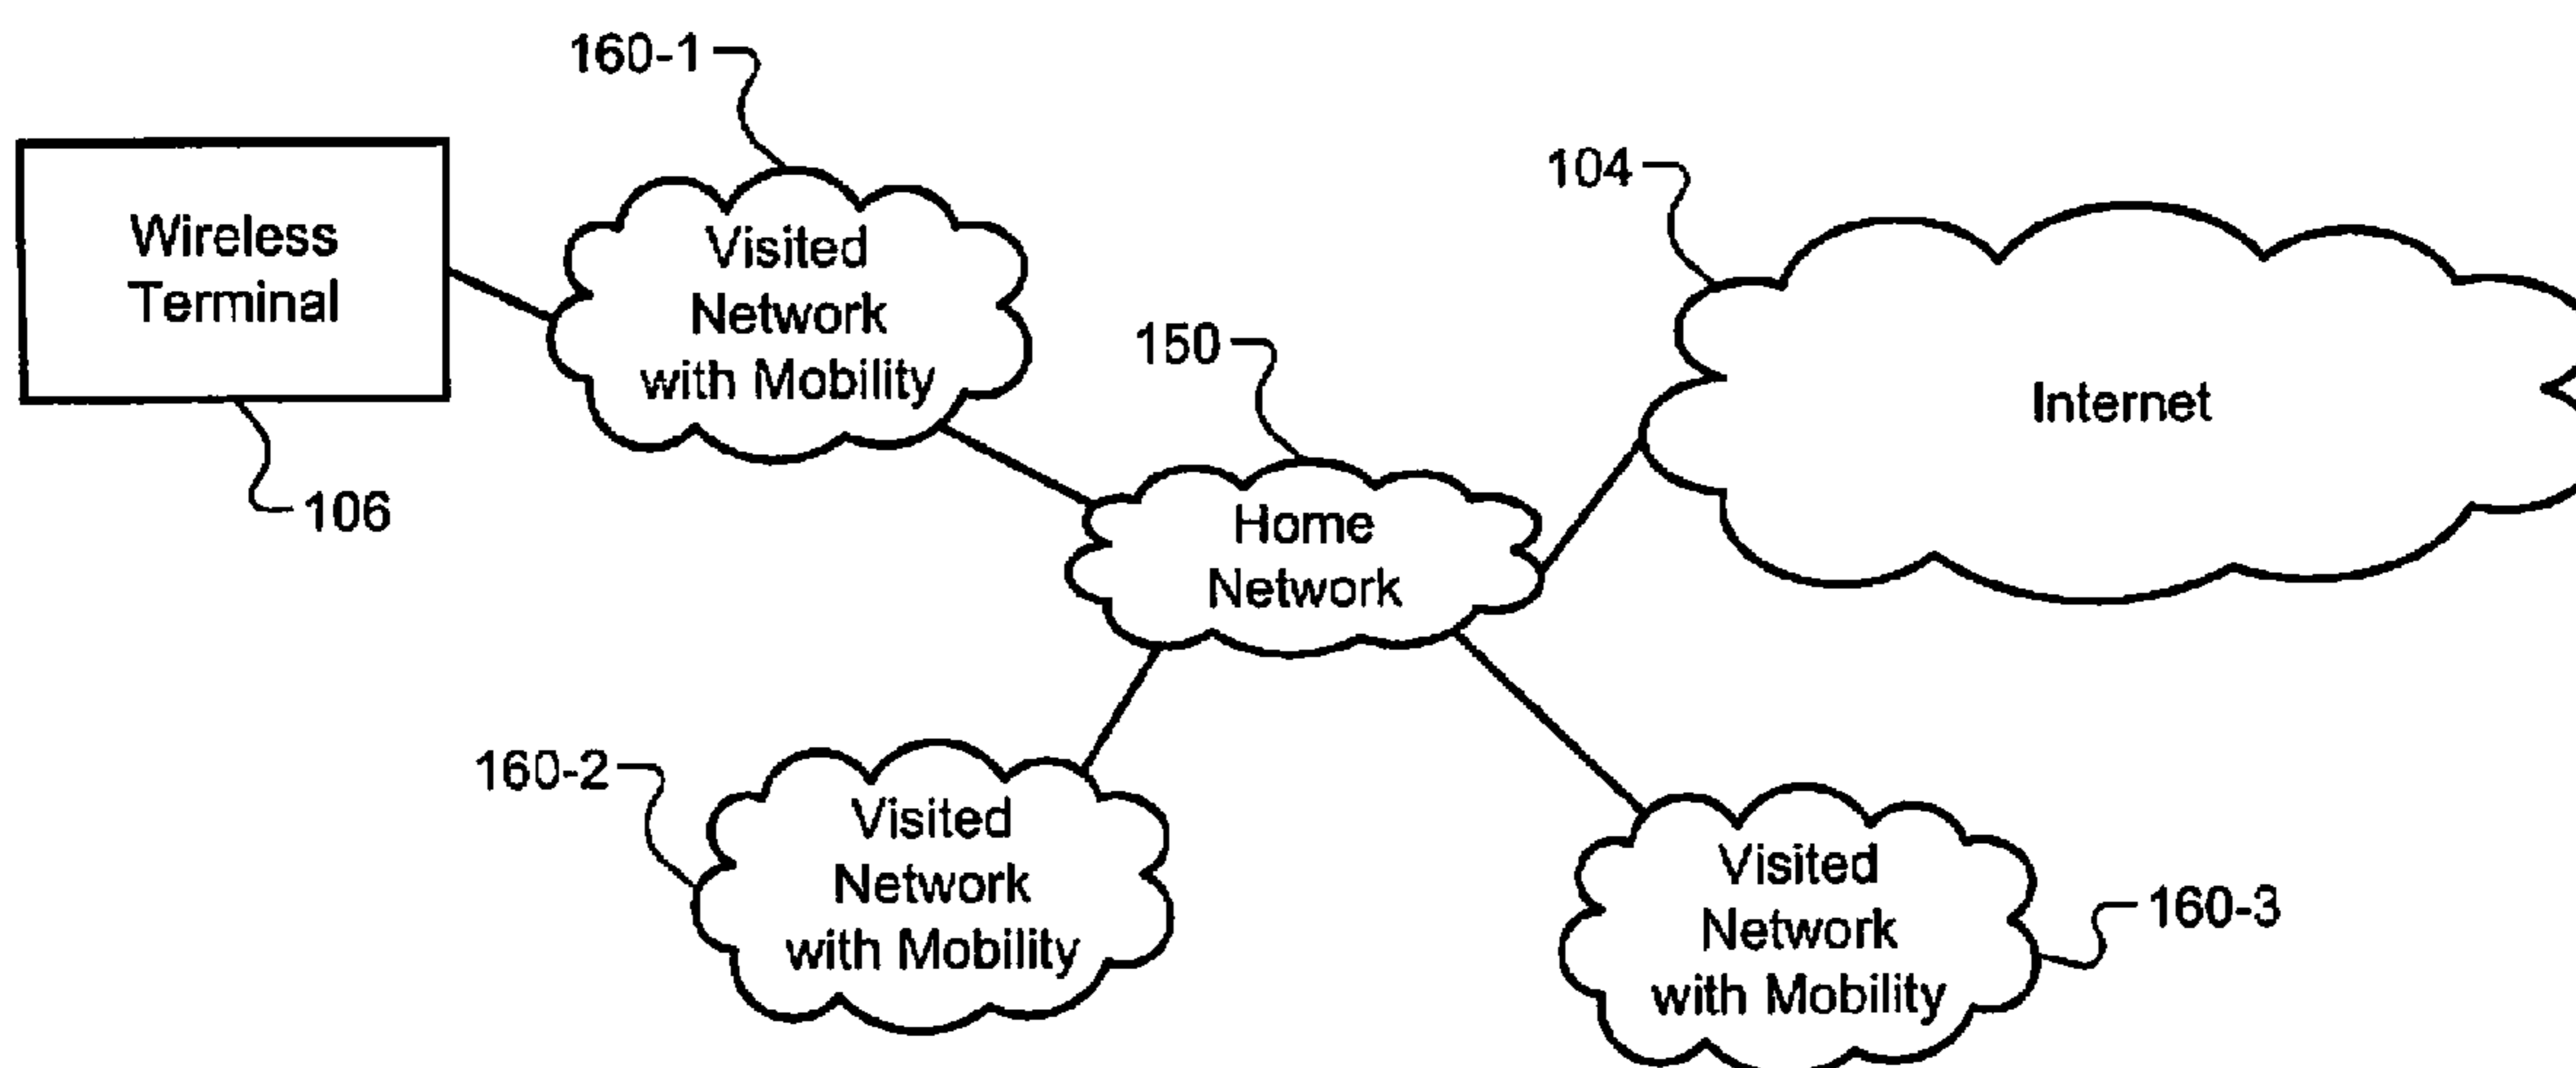 160-1
Wireless
Terminal
106
Visited
Network
with Mobility
104
Internet
150
Home
Network
160-2
Visited
Network
with Mobility
Visited
Network
with Mobility
160-3